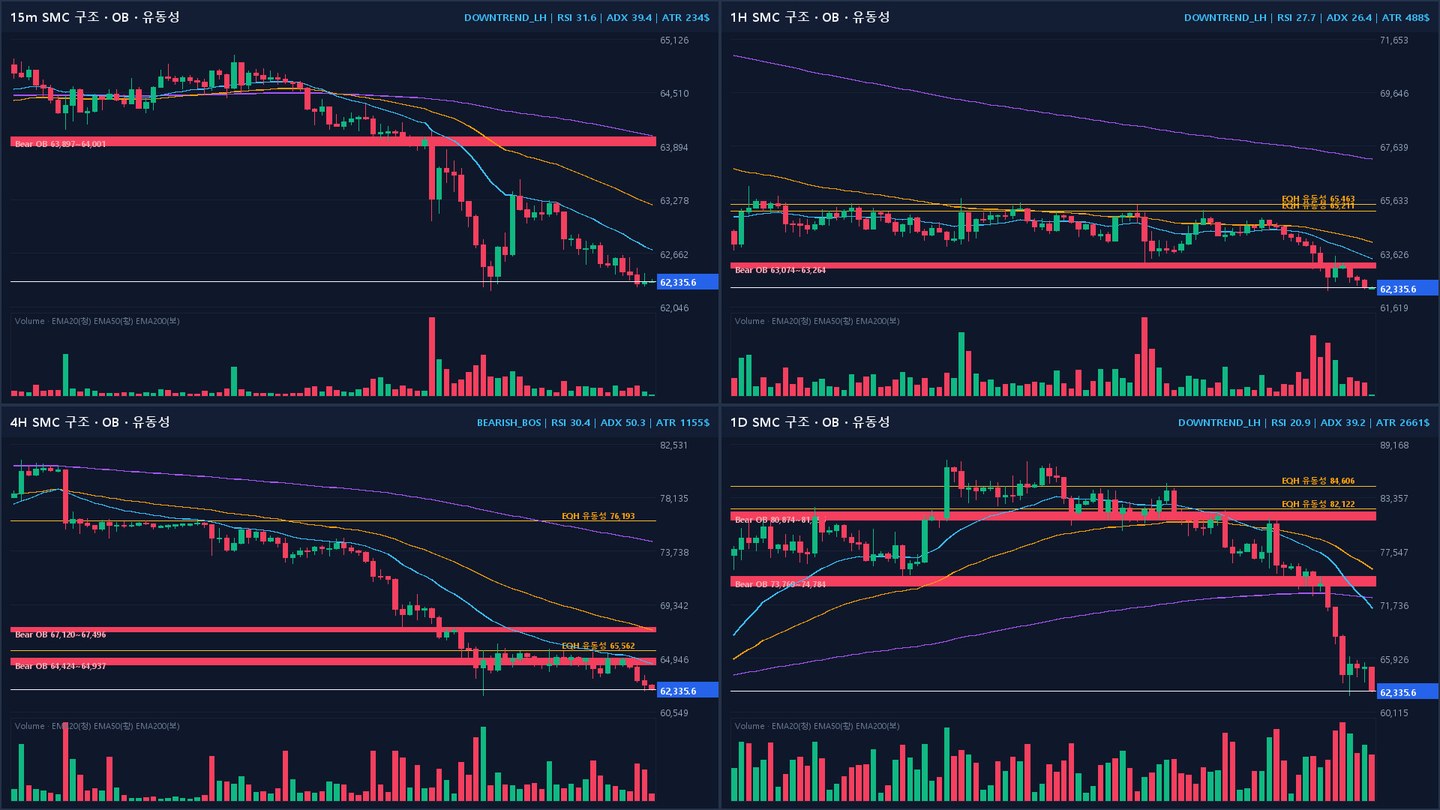 15m SMC 구조 · OB · 유동성
DOWNTREND_LH | RSI 31.6 | ADX 39.4 | ATR 234$
65,126
64,510
Bear OB 63,897~64,001
63,894
63,278
62,662
62,335.6
62,046
Volume · EMA20(청) EMA50(황) EMA200(보)
1H SMC 구조 · OB · 유동성
DOWNTREND_LH | RSI 27.7 | ADX 26.4 | ATR 488$
71,653
69,646
67,639
EQH 유동성 65,463
EQH 유동성 65,211
65,633
63,626
Bear OB 63,074~63,264
62,335.6
61,619
Volume · EMA20(청) EMA50(황) EMA200(보)
4H SMC 구조 · OB · 유동성
BEARISH_BOS | RSI 30.4 | ADX 50.3 | ATR 1155$
82,531
78,135
EQH 유동성 76,193
73,738
69,342
Bear OB 67,120~67,496
EQH 유동성 65,562
64,946
Bear OB 64,424~64,937
62,335.6
60,549
Volume · EMA20(청) EMA50(황) EMA200(보)
1D SMC 구조 · OB · 유동성
DOWNTREND_LH | RSI 20.9 | ADX 39.2 | ATR 2661$
89,168
EQH 유동성 84,606
83,357
EQH 유동성 82,122
Bear OB 80,874~81,
77,547
Bear OB 73,769~74,784
71,736
65,926
62,335.6
60,115
Volume · EMA20(청) EMA50(황) EMA200(보)